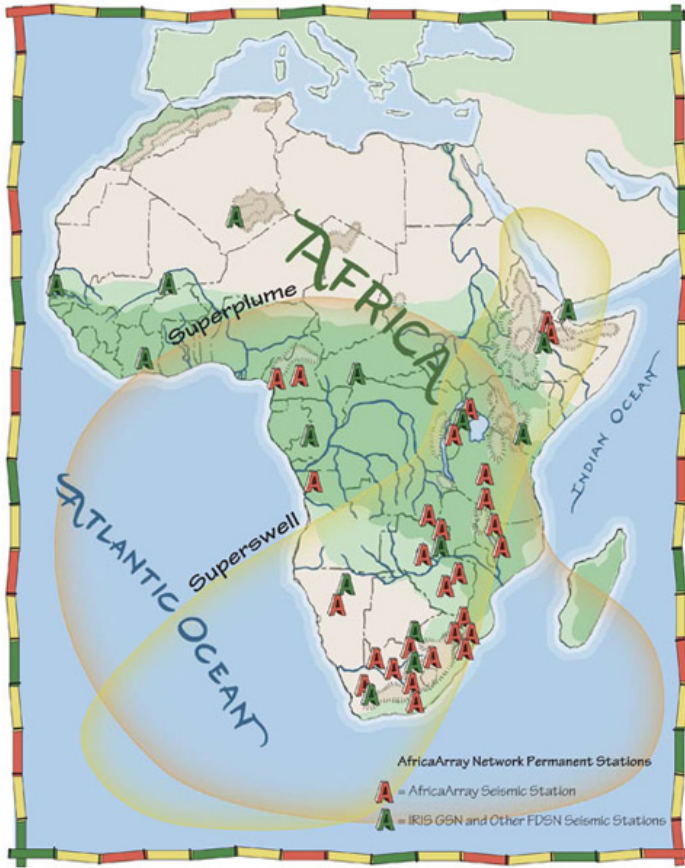 AFRICA
Superplume
INDIAN OCEAN
Superswell
ATLANTIC OCEAN
AfricaArray Network Permanent Stations
A = AfricaArray Seismic Station
A = IRIS GSN and Other FDSN Seismic Stations